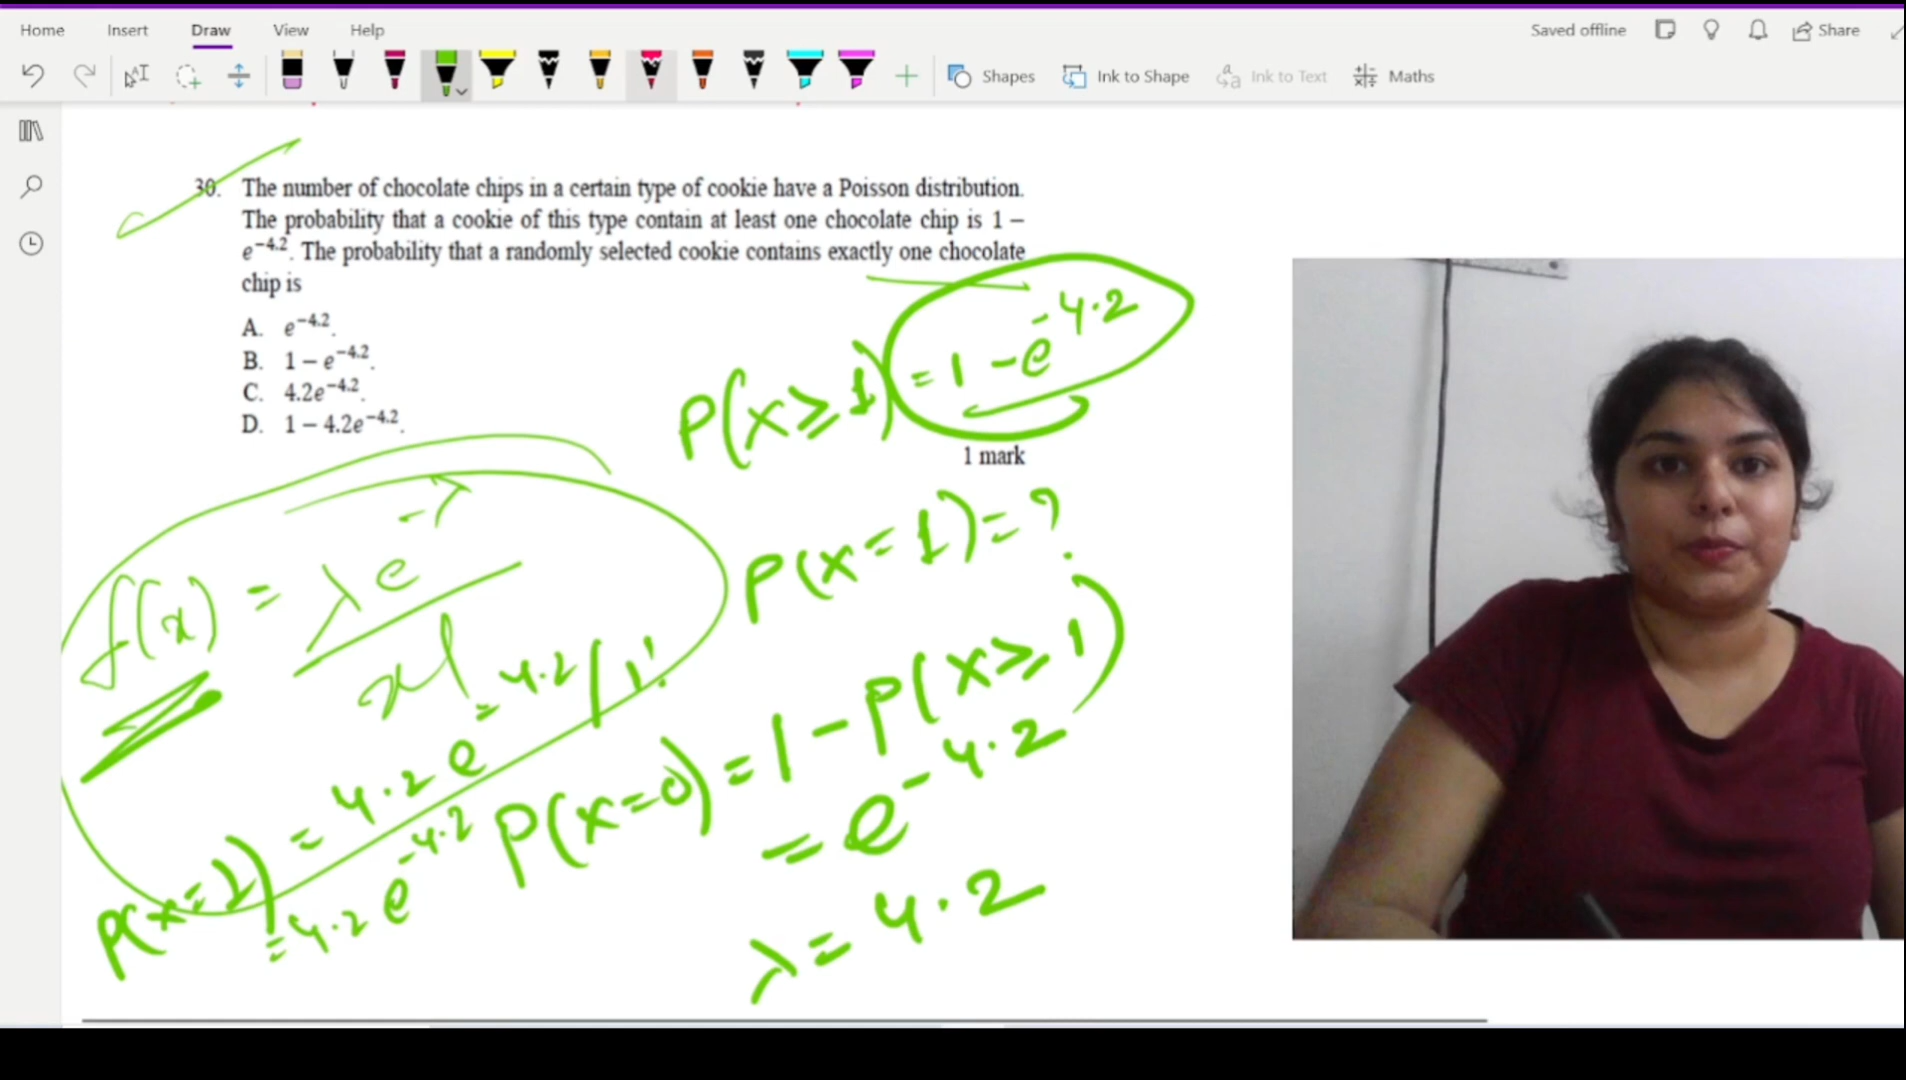 Home Insert Draw View Help Saved offline Share
Shapes Ink to Shape Ink to Text Maths
30. The number of chocolate chips in a certain type of cookie have a Poisson distribution.
The probability that a cookie of this type contain at least one chocolate chip is 1 –
e^−4.2. The probability that a randomly selected cookie contains exactly one chocolate
chip is
A. e^−4.2.
B. 1 – e^−4.2.
C. 4.2e^−4.2.
D. 1 – 4.2e^−4.2.
P(x ≥ 1) = 1 - e^-4.2
1 mark
P(x = 1) = ?
f(x) = λ e^-λ / x!
P(x=0) = 1 - P(x ≥ 1)
= e^-4.2
λ = 4.2
P(x=1) = 4.2 e^-4.2 / 1!
= 4.2 e^-4.2